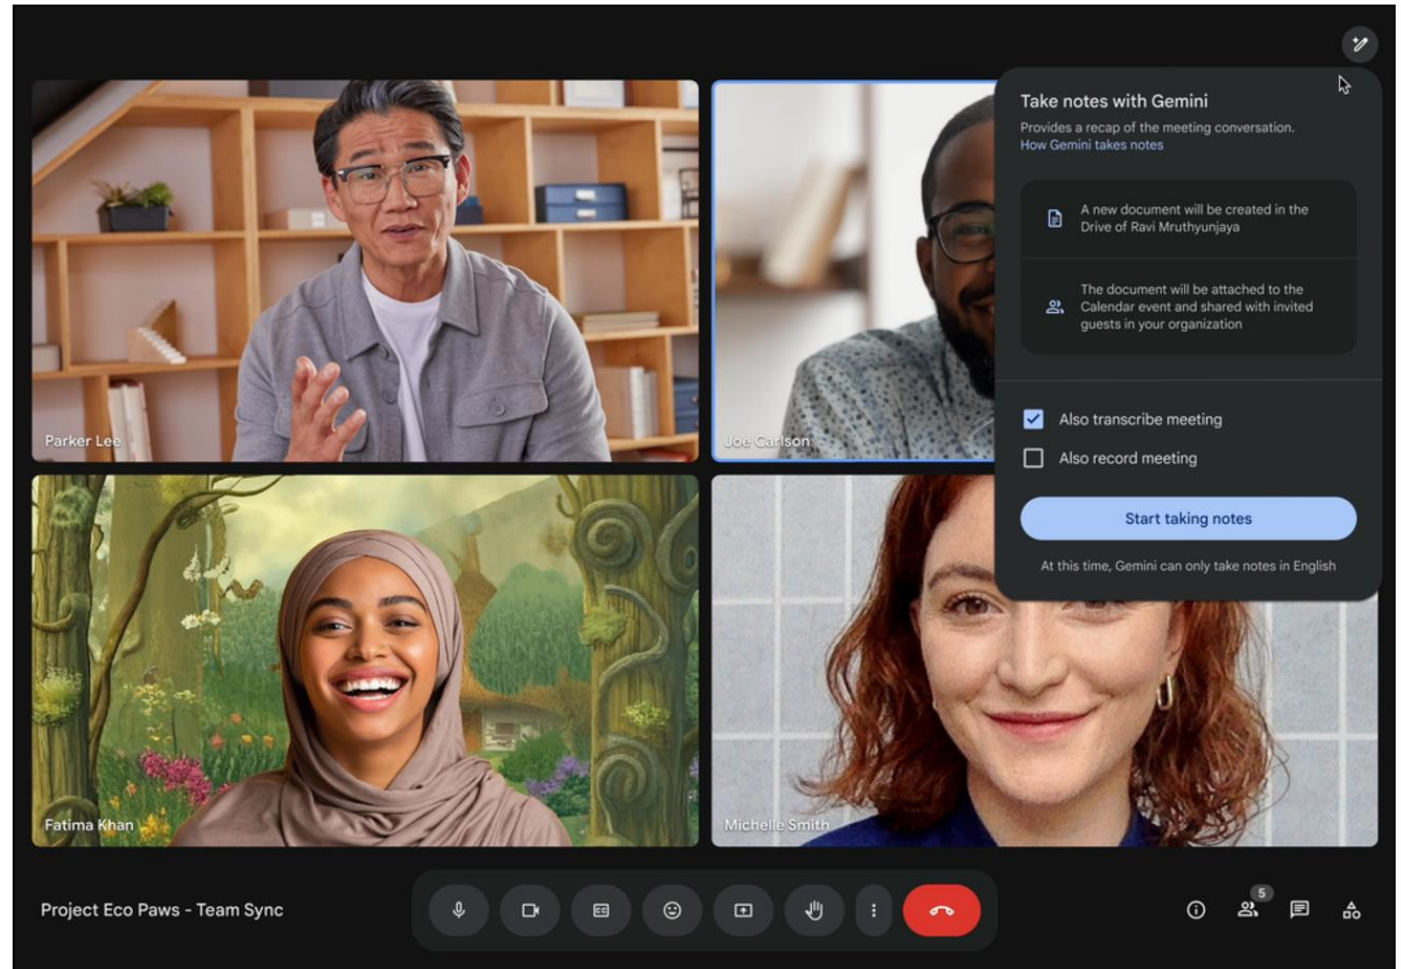 Take notes with Gemini
Provides a recap of the meeting conversation.
How Gemini takes notes
A new document will be created in the
Drive of Ravi Mruthyunjaya
The document will be attached to the
Calendar event and shared with invited
guests in your organization
Also transcribe meeting
Also record meeting
Start taking notes
At this time, Gemini can only take notes in English
Parker Lee
Joe Carlson
Fatima Khan
Michelle Smith
Project Eco Paws - Team Sync
CC
5